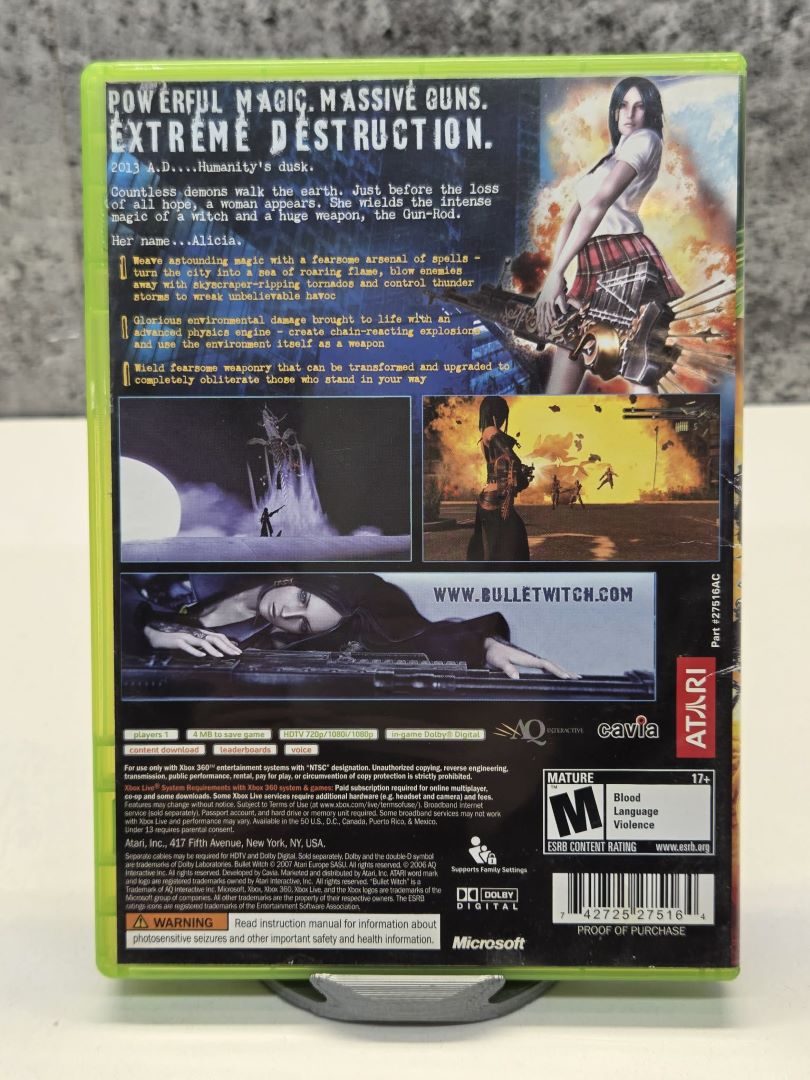 POWERFUL MAGIC. MASSIVE GUNS.
EXTREME DESTRUCTION.
2013 A.D....Humanity's dusk.
Countless demons walk the earth. Just before the loss
of all hope, a woman appears. She wields the intense
magic of a witch and a huge weapon, the Gun-Rod.
Her name...Alicia.
Weave astounding magic with a fearsome arsenal of spells -
turn the city into a sea of roaring flame, blow enemies
away with skyscraper-ripping tornados and control thunder
storms to wreak unbelievable havoc
Glorious environmental damage brought to life with an
advanced physics engine - create chain-reacting explosions
and use the environment itself as a weapon
Wield fearsome weaponry that can be transformed and upgraded to
completely obliterate those who stand in your way
WWW.BULLETWITCH.COM
Part #27516AC
ATARI
players 1
4 MB to save game
HDTV 720p/1080i/1080p
in-game Dolby® Digital
content download
leaderboards
voice
AQ INTERACTIVE
cavia
For use only with Xbox 360™ entertainment systems with "NTSC" designation. Unauthorized copying, reverse engineering,
transmission, public performance, rental, pay for play, or circumvention of copy protection is strictly prohibited.
Xbox Live® System Requirements with Xbox 360 system & games: Paid subscription required for online multiplayer,
co-op and some downloads. Some Xbox Live services require additional hardware (e.g. headset and camera) and fees.
Features may change without notice. Subject to Terms of Use (at www.xbox.com/live/termsofuse/). Broadband internet
service (sold separately), Passport account, and hard drive or memory unit required. Some broadband services may not work
with Xbox Live and performance may vary. Available in the 50 U.S., D.C., Canada, Puerto Rico, & Mexico.
Under 13 requires parental consent.
Atari, Inc., 417 Fifth Avenue, New York, NY, USA.
Separate cables may be required for HDTV and Dolby Digital. Sold separately. Dolby and the double-D symbol
are trademarks of Dolby Laboratories. Bullet Witch © 2007 Atari Europe SASU. All rights reserved. © 2006 AQ
Interactive Inc. All rights reserved. Developed by Cavia. Marketed and distributed by Atari, Inc. ATARI word mark
and logo are registered trademarks owned by Atari Interactive, Inc. All rights reserved. "Bullet Witch" is a
Trademark of AQ Interactive Inc. Microsoft, Xbox, Xbox 360, Xbox Live, and the Xbox logos are trademarks of the
Microsoft group of companies. All other trademarks are the property of their respective owners. The ESRB
ratings icons are registered trademarks of the Entertainment Software Association.
WARNING Read instruction manual for information about
photosensitive seizures and other important safety and health information.
Supports Family Settings
DOLBY
DIGITAL
Microsoft
MATURE 17+
M
™
Blood
Language
Violence
ESRB CONTENT RATING www.esrb.org
7 42725 27516 4
PROOF OF PURCHASE